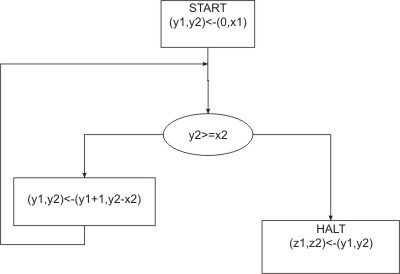 START
(y1,y2)<-(0,x1)
y2>=x2
(y1,y2)<-(y1+1,y2-x2)
HALT
(z1,z2)<-(y1,y2)